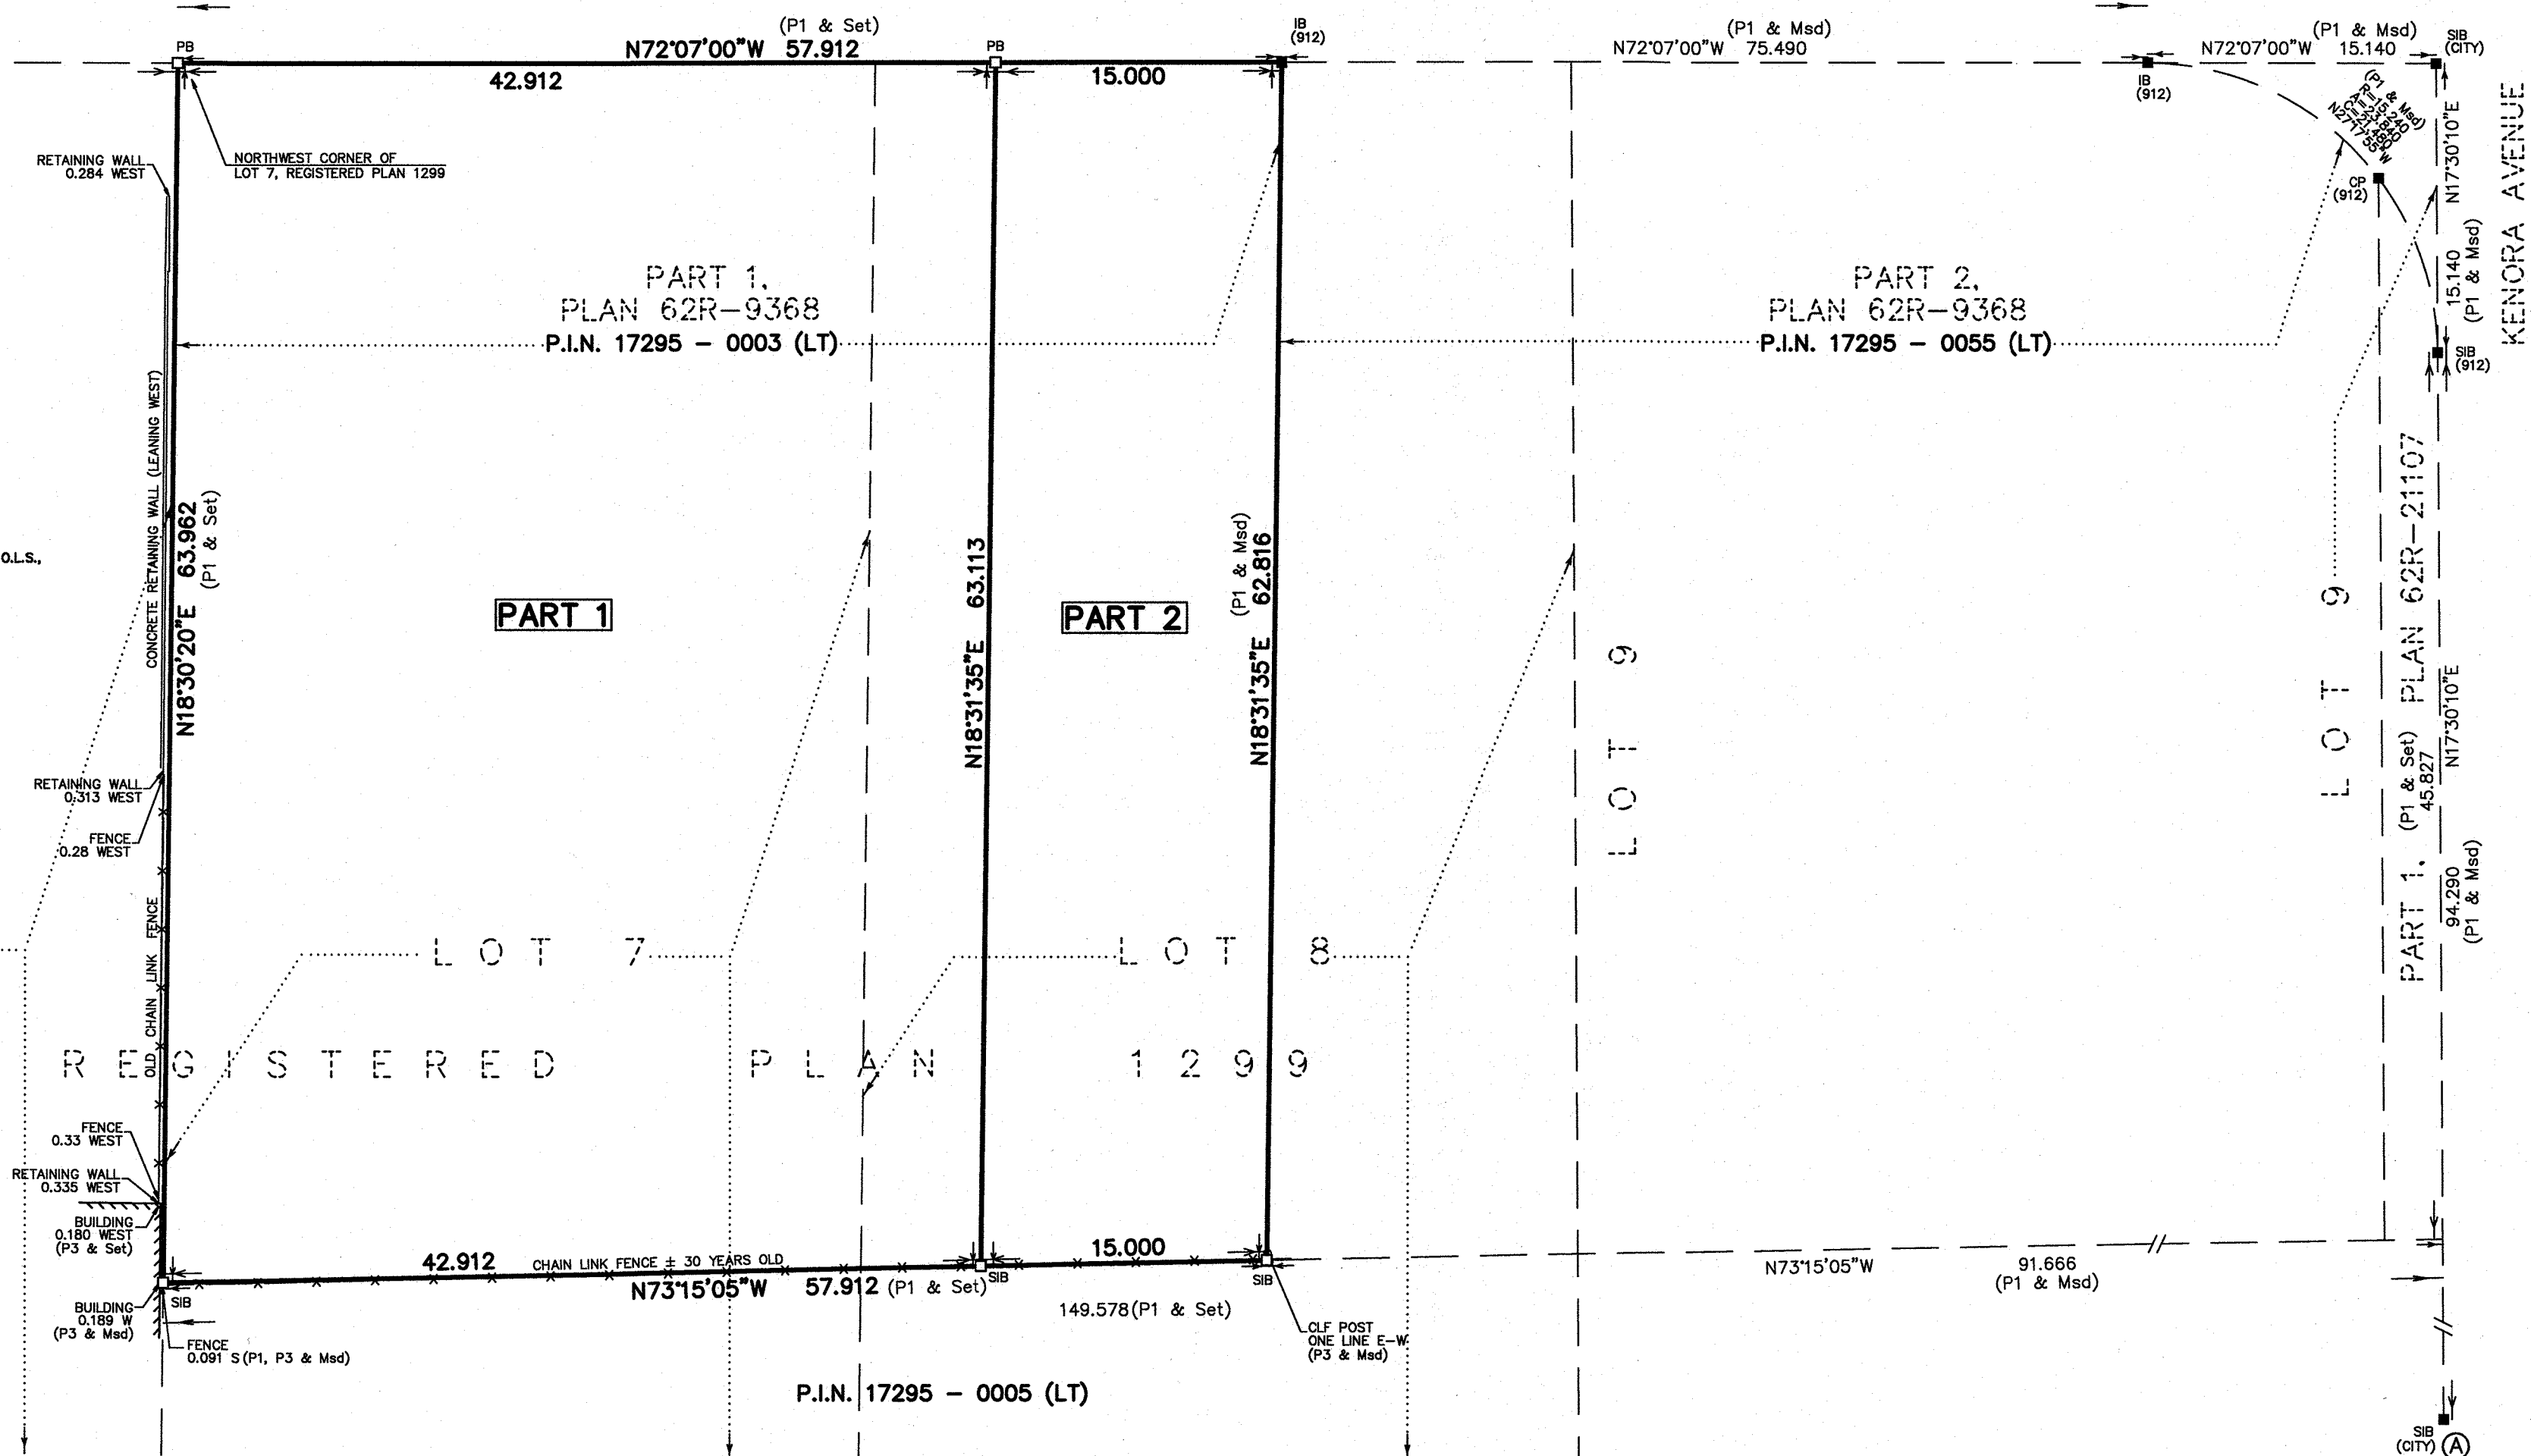 (P1 & Set)
N72°07'00"W 57.912
PB
PB
42.912
15.000
IB
(912)
(P1 & Msd)
N72°07'00"W 75.490
(P1 & Msd)
N72°07'00"W 15.140
SIB
(CITY)
IB
(912)
(P1 & Msd)
R=15.240
A=23.840
C=21.480
N27°17'55"W
CP
(912)
N17°30'10"E
15.140
(P1 & Msd)
KENORA AVENUE
SIB
(912)
RETAINING WALL
0.284 WEST
NORTHWEST CORNER OF
LOT 7, REGISTERED PLAN 1299
PART 1,
PLAN 62R-9368
P.I.N. 17295 - 0003 (LT)
PART 2,
PLAN 62R-9368
P.I.N. 17295 - 0055 (LT)
O.L.S.,
CONCRETE RETAINING WALL (LEANING WEST)
N18°30'20"E 63.962
(P1 & Set)
PART 1
N18°31'35"E 63.113
PART 2
(P1 & Msd)
N18°31'35"E 62.816
LOT 9
LOT 9
PART 1, PLAN 62R-21107
(P1 & Set)
45.827
N17°30'10"E
94.290
(P1 & Msd)
RETAINING WALL
0.313 WEST
FENCE
0.28 WEST
OLD CHAIN LINK FENCE
LOT 7
LOT 8
REGISTERED PLAN 1299
FENCE
0.33 WEST
RETAINING WALL
0.335 WEST
BUILDING
0.180 WEST
(P3 & Set)
42.912
CHAIN LINK FENCE ± 30 YEARS OLD
15.000
N73°15'05"W 57.912 (P1 & Set)
SIB
SIB
SIB
149.578(P1 & Set)
N73°15'05"W 91.666
(P1 & Msd)
BUILDING
0.189 W
(P3 & Msd)
FENCE
0.091 S(P1, P3 & Msd)
CLF POST
ONE LINE E-W
(P3 & Msd)
P.I.N. 17295 - 0005 (LT)
SIB
(CITY) A